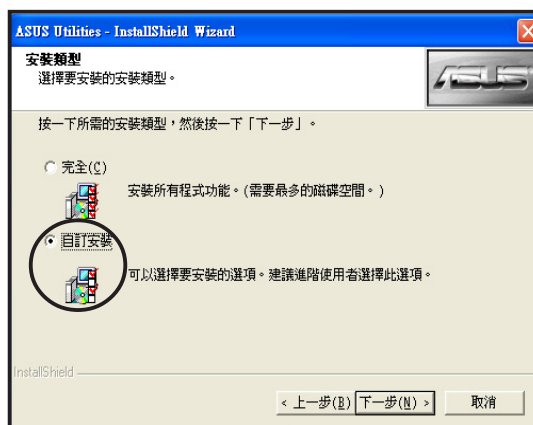 ASUS Utilities - InstallShield Wizard
安裝類型
選擇要安裝的安裝類型。
ASUS
按一下所需的安裝類型，然後按一下「下一步」。
完全(C)
安裝所有程式功能。(需要最多的磁碟空間。)
自訂安裝
可以選擇要安裝的選項。建議進階使用者選擇此選項。
InstallShield
< 上一步(B) 下一步(N) > 取消